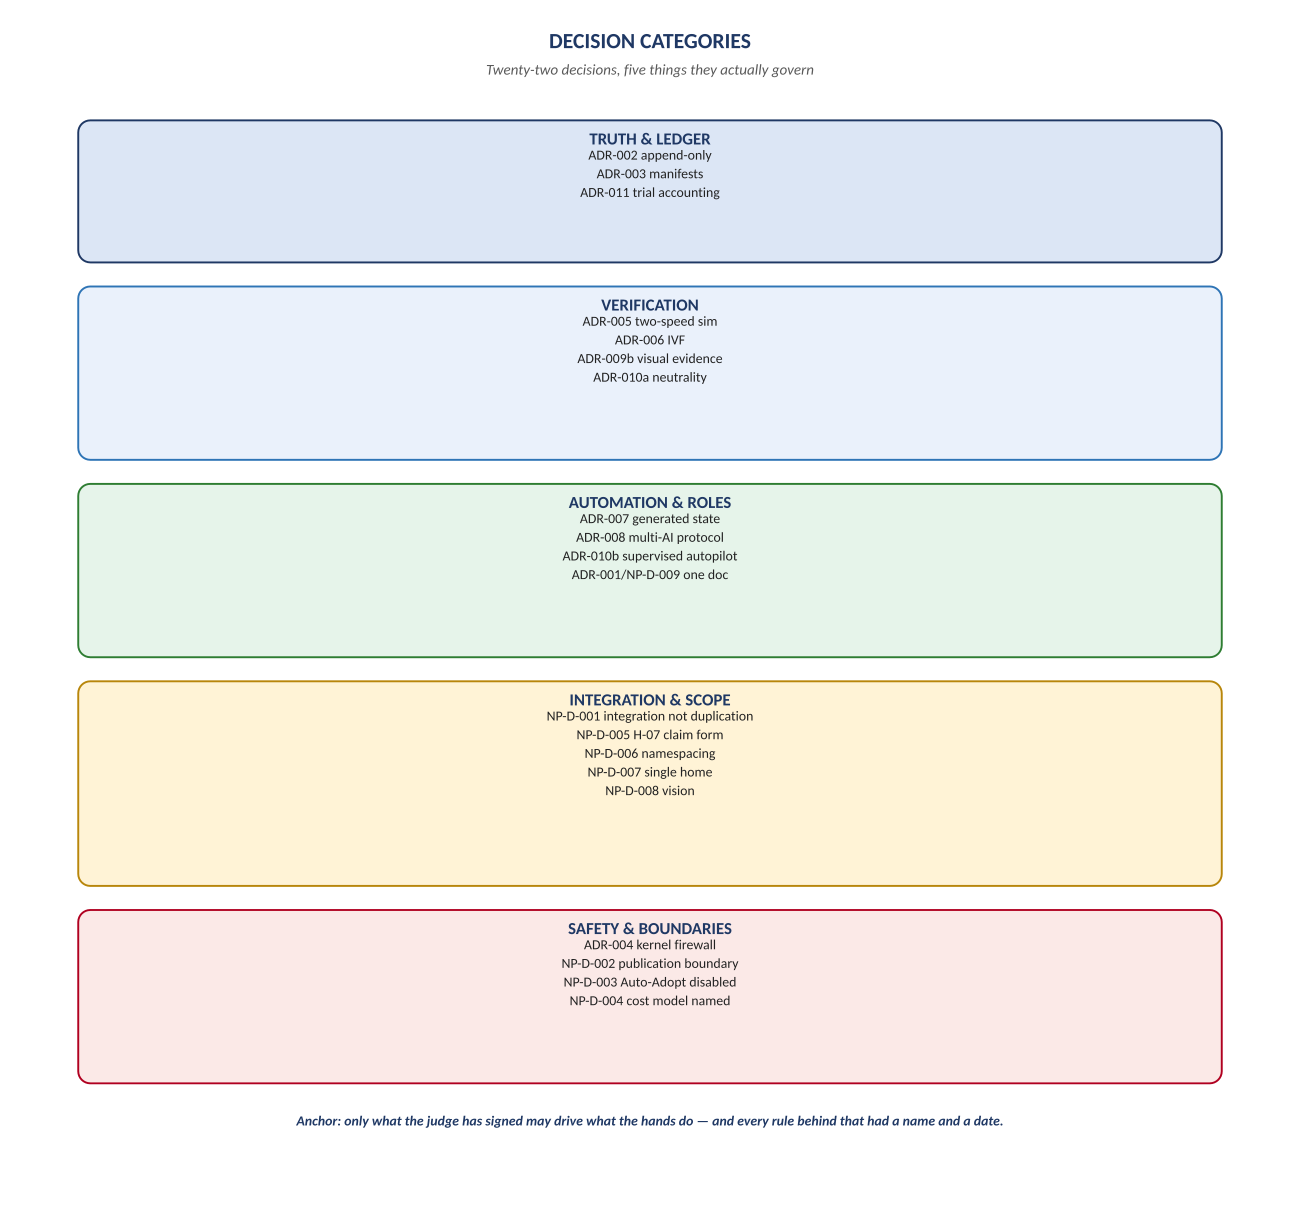 DECISION CATEGORIES
Twenty-two decisions, five things they actually govern
TRUTH & LEDGER
ADR-002 append-only
ADR-003 manifests
ADR-011 trial accounting
VERIFICATION
ADR-005 two-speed sim
ADR-006 IVF
ADR-009b visual evidence
ADR-010a neutrality
AUTOMATION & ROLES
ADR-007 generated state
ADR-008 multi-AI protocol
ADR-010b supervised autopilot
ADR-001/NP-D-009 one doc
INTEGRATION & SCOPE
NP-D-001 integration not duplication
NP-D-005 H-07 claim form
NP-D-006 namespacing
NP-D-007 single home
NP-D-008 vision
SAFETY & BOUNDARIES
ADR-004 kernel firewall
NP-D-002 publication boundary
NP-D-003 Auto-Adopt disabled
NP-D-004 cost model named
Anchor: only what the judge has signed may drive what the hands do — and every rule behind that had a name and a date.